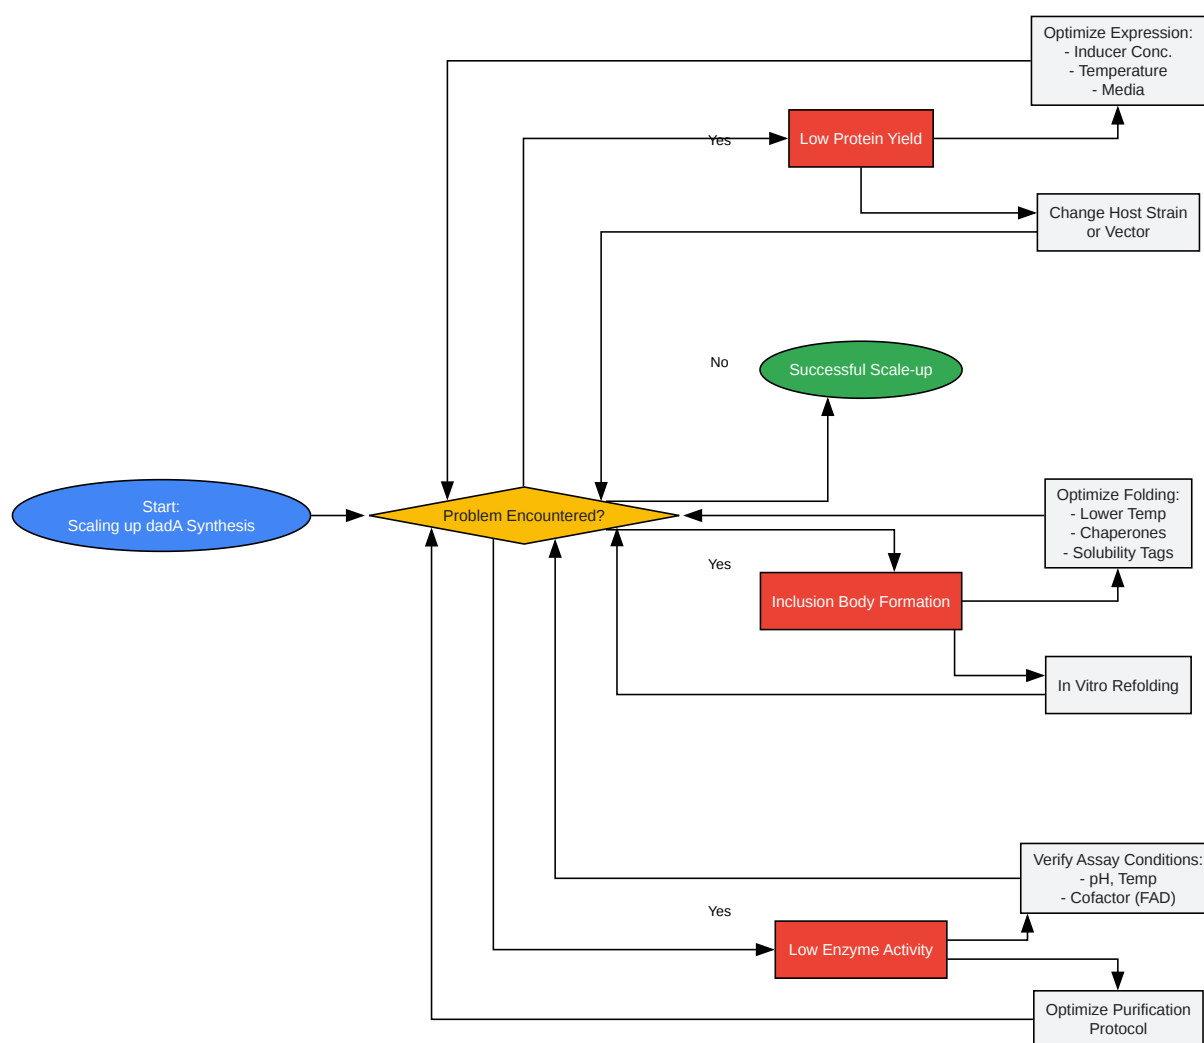 Optimize Expression:
- Inducer Conc.
- Temperature
- Media
Yes
Low Protein Yield
Change Host Strain
or Vector
No
Successful Scale-up
Start:
Scaling up dadA Synthesis
Problem Encountered?
Optimize Folding:
- Lower Temp
- Chaperones
- Solubility Tags
Yes
Inclusion Body Formation
In Vitro Refolding
Verify Assay Conditions:
- pH, Temp
- Cofactor (FAD)
Yes
Low Enzyme Activity
Optimize Purification
Protocol